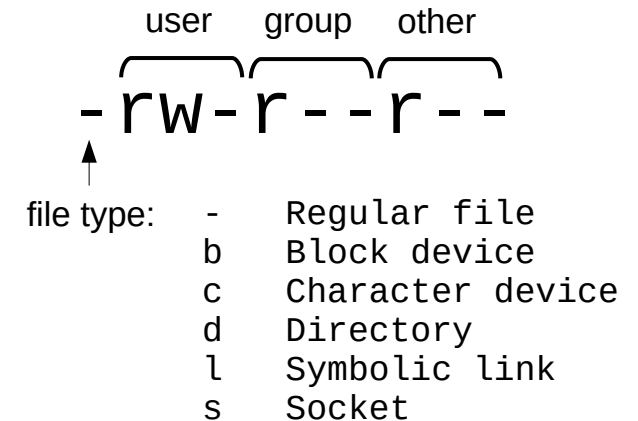 user group other
-rw-r--r--
file type: - Regular file
b Block device
c Character device
d Directory
l Symbolic link
s Socket